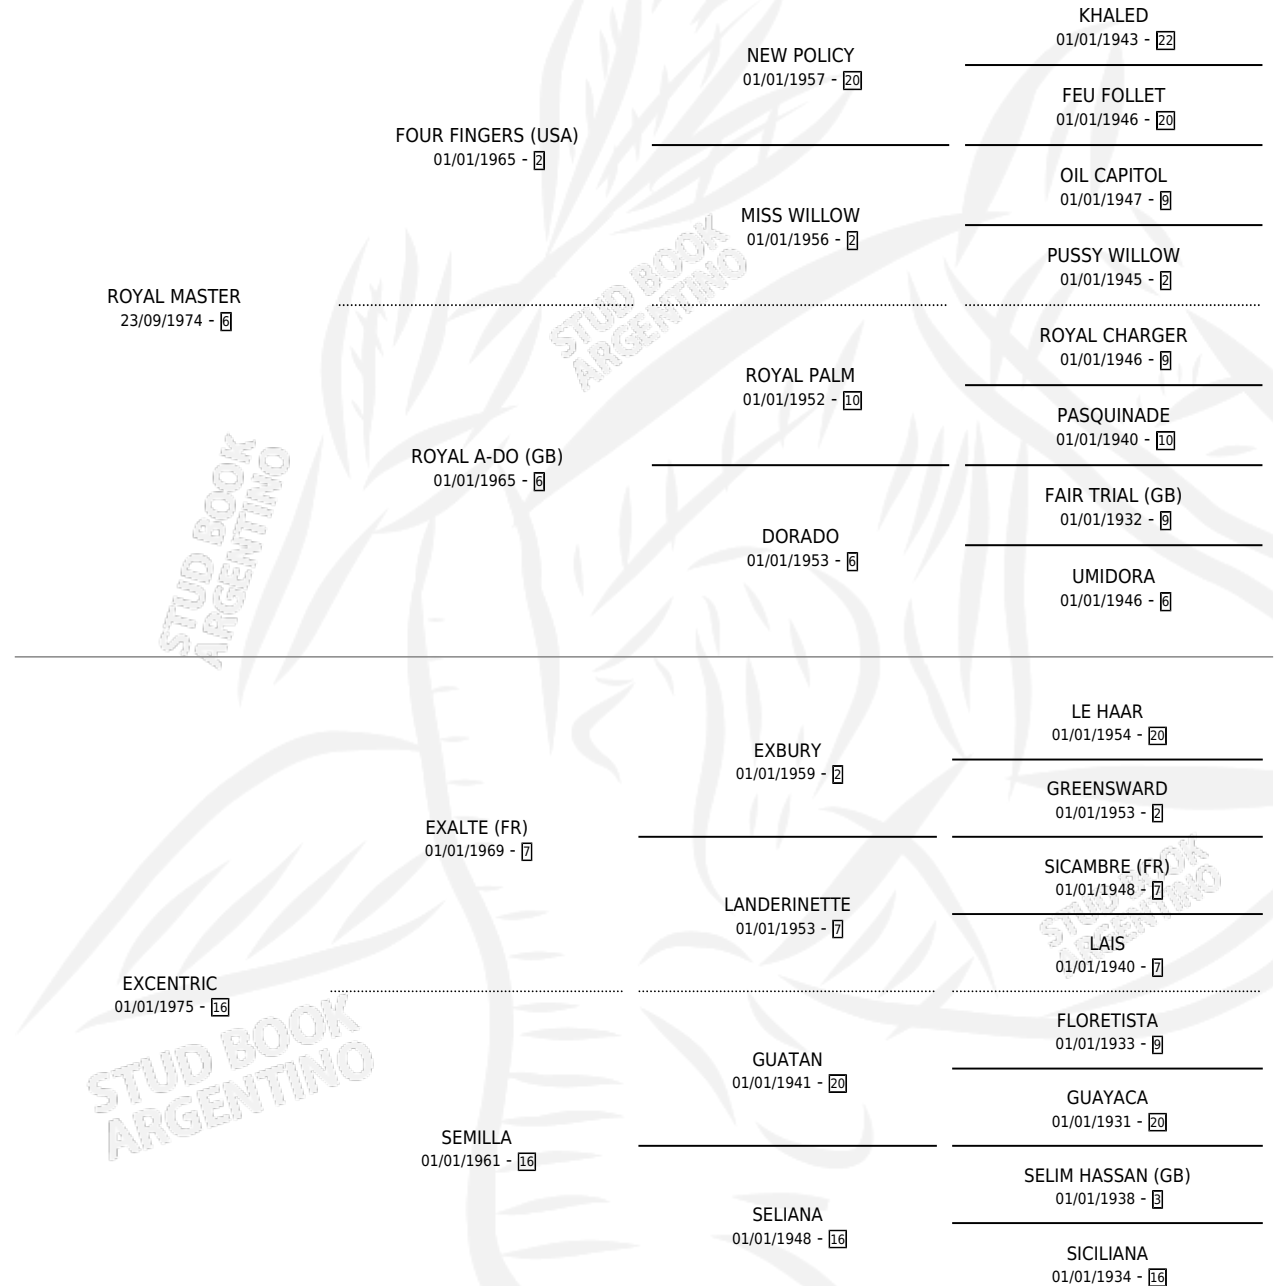 KHALED
01/01/1943 - 22
NEW POLICY
01/01/1957 - 20
FEU FOLLET
01/01/1946 - 20
FOUR FINGERS (USA)
01/01/1965 - 2
OIL CAPITOL
01/01/1947 - 9
MISS WILLOW
01/01/1956 - 2
PUSSY WILLOW
01/01/1945 - 2
ROYAL MASTER
23/09/1974 - 6
STUD BOOK
ARGENTINO
ROYAL CHARGER
01/01/1946 - 9
ROYAL PALM
01/01/1952 - 10
PASQUINADE
01/01/1940 - 10
ROYAL A-DO (GB)
01/01/1965 - 6
FAIR TRIAL (GB)
01/01/1932 - 9
DORADO
01/01/1953 - 6
UMIDORA
01/01/1946 - 6
STUD BOOK
ARGENTINO
LE HAAR
01/01/1954 - 20
EXBURY
01/01/1959 - 2
GREENSWARD
01/01/1953 - 2
EXALTE (FR)
01/01/1969 - 7
SICAMBRE (FR)
01/01/1948 - 7
LANDERINETTE
01/01/1953 - 7
STUD BOOK
ARGENTINO
LAIS
01/01/1940 - 7
EXCENTRIC
01/01/1975 - 16
FLORETISTA
01/01/1933 - 9
GUATAN
01/01/1941 - 20
GUAYACA
01/01/1931 - 20
STUD BOOK
ARGENTINO
SEMILLA
01/01/1961 - 16
SELIM HASSAN (GB)
01/01/1938 - 3
SELIANA
01/01/1948 - 16
SICILIANA
01/01/1934 - 16